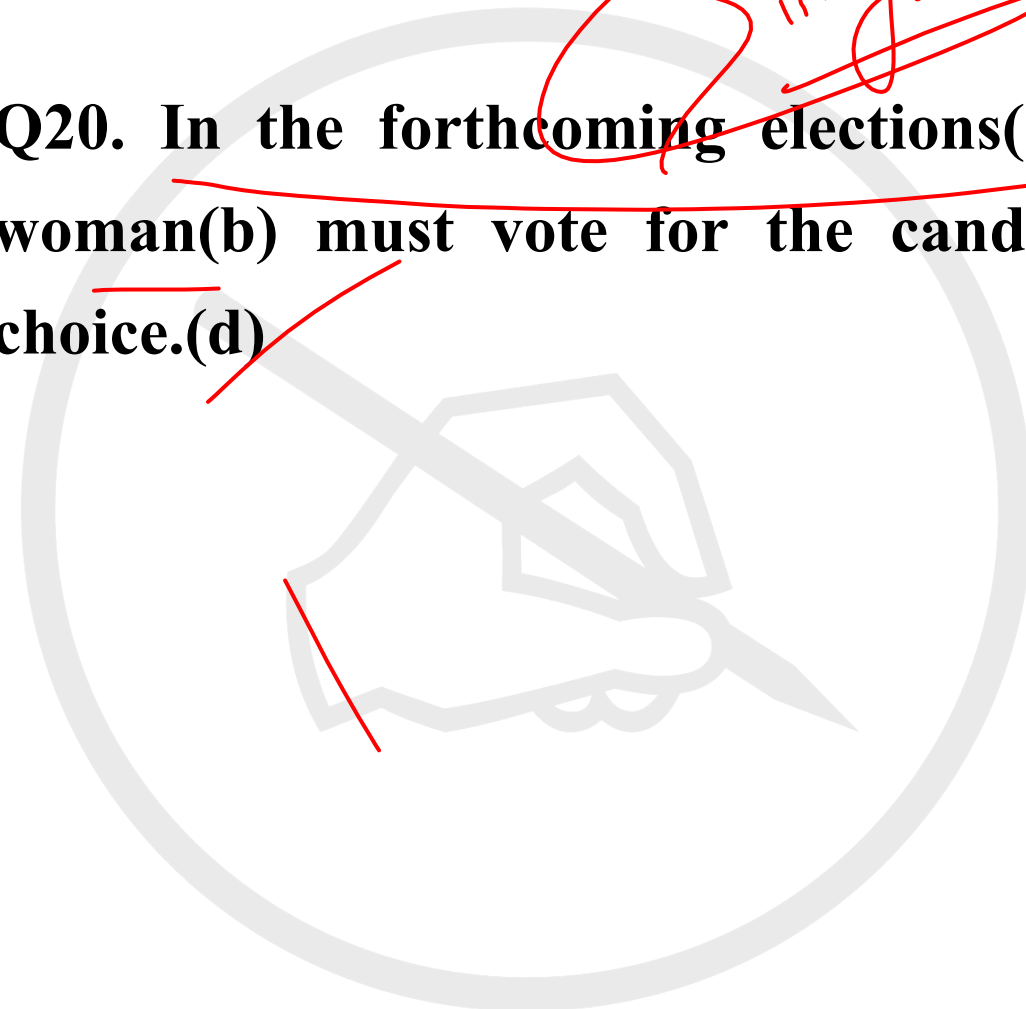 Q20. In the forthcoming elections(
woman(b) must vote for the cand
choice.(d)